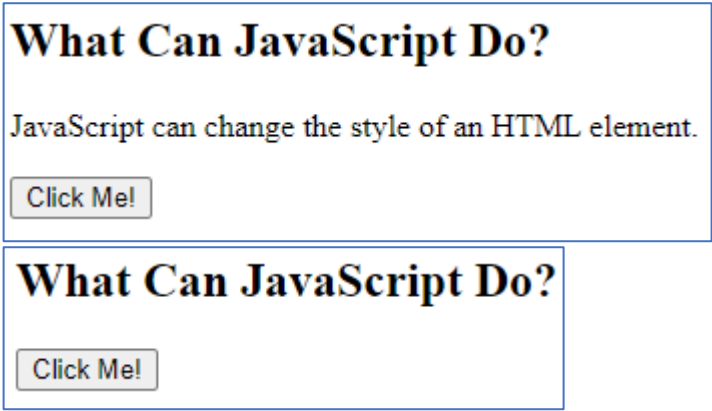 What Can JavaScript Do?
JavaScript can change the style of an HTML element.
Click Me!
What Can JavaScript Do?
Click Me!